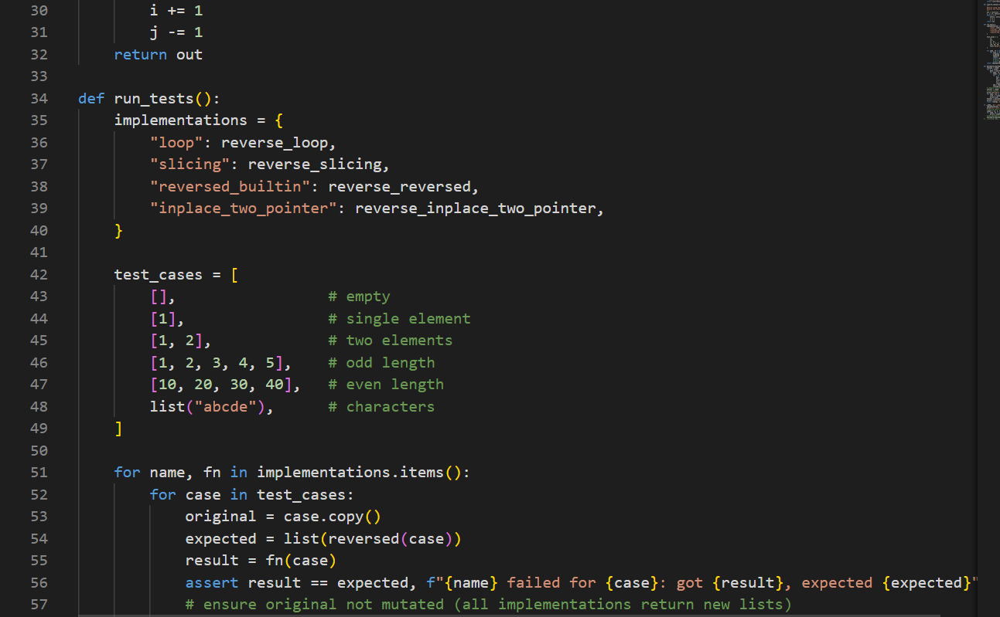 30 i += 1
31 j -= 1
32 return out
33
34 def run_tests():
35 implementations = {
36 "loop": reverse_loop,
37 "slicing": reverse_slicing,
38 "reversed_builtin": reverse_reversed,
39 "inplace_two_pointer": reverse_inplace_two_pointer,
40 }
41
42 test_cases = [
43 [], # empty
44 [1], # single element
45 [1, 2], # two elements
46 [1, 2, 3, 4, 5], # odd length
47 [10, 20, 30, 40], # even length
48 list("abcde"), # characters
49 ]
50
51 for name, fn in implementations.items():
52 for case in test_cases:
53 original = case.copy()
54 expected = list(reversed(case))
55 result = fn(case)
56 assert result == expected, f"{name} failed for {case}: got {result}, expected {expected}"
57 # ensure original not mutated (all implementations return new lists)